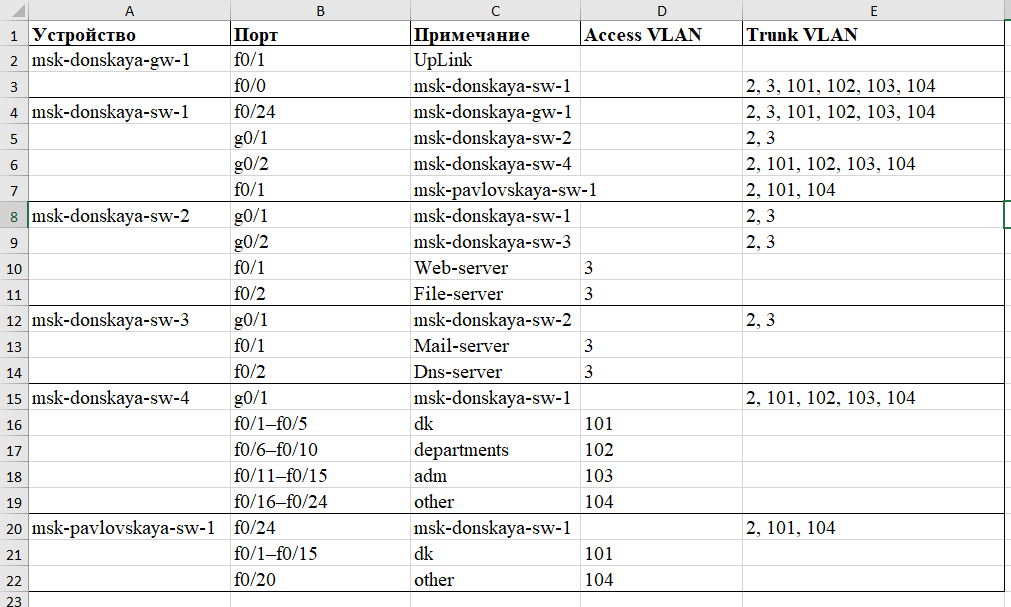 A B C D E
1 Устройство Порт Примечание Access VLAN Trunk VLAN
2 msk-donskaya-gw-1 f0/1 UpLink
3 f0/0 msk-donskaya-sw-1 2, 3, 101, 102, 103, 104
4 msk-donskaya-sw-1 f0/24 msk-donskaya-gw-1 2, 3, 101, 102, 103, 104
5 g0/1 msk-donskaya-sw-2 2, 3
6 g0/2 msk-donskaya-sw-4 2, 101, 102, 103, 104
7 f0/1 msk-pavlovskaya-sw-1 2, 101, 104
8 msk-donskaya-sw-2 g0/1 msk-donskaya-sw-1 2, 3
9 g0/2 msk-donskaya-sw-3 2, 3
10 f0/1 Web-server 3
11 f0/2 File-server 3
12 msk-donskaya-sw-3 g0/1 msk-donskaya-sw-2 2, 3
13 f0/1 Mail-server 3
14 f0/2 Dns-server 3
15 msk-donskaya-sw-4 g0/1 msk-donskaya-sw-1 2, 101, 102, 103, 104
16 f0/1–f0/5 dk 101
17 f0/6–f0/10 departments 102
18 f0/11–f0/15 adm 103
19 f0/16–f0/24 other 104
20 msk-pavlovskaya-sw-1 f0/24 msk-donskaya-sw-1 2, 101, 104
21 f0/1–f0/15 dk 101
22 f0/20 other 104
23